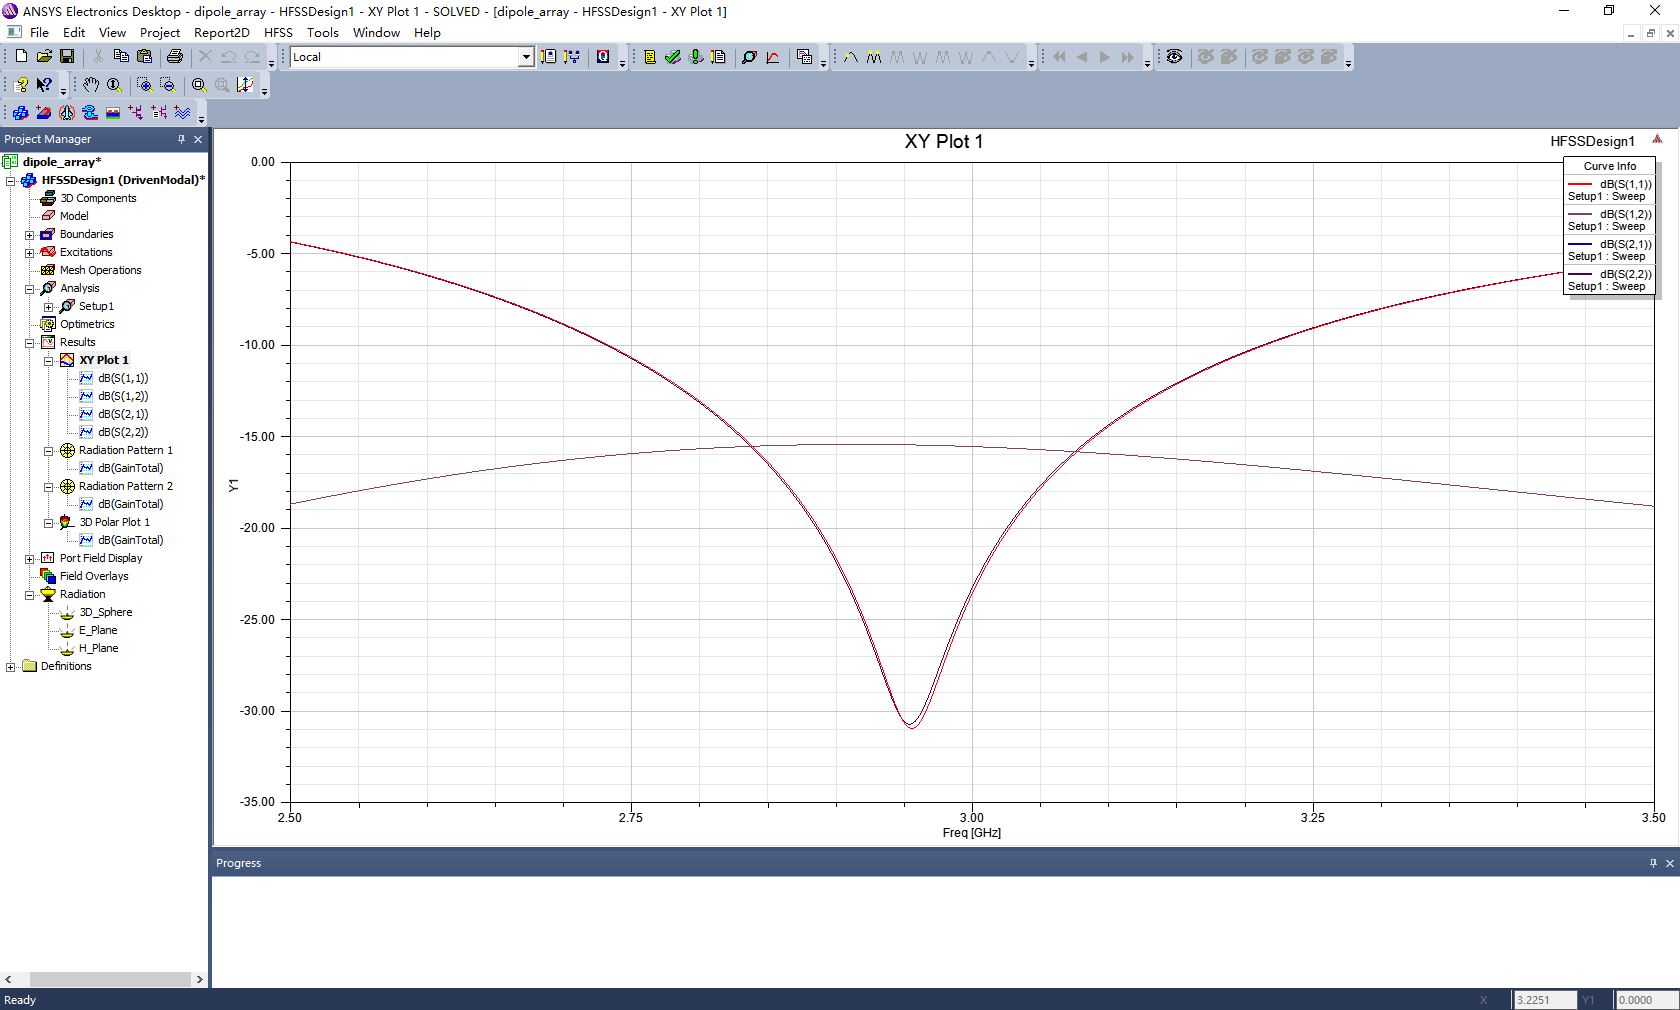 ANSYS Electronics Desktop - dipole_array - HFSSDesign1 - XY Plot 1 - SOLVED - [dipole_array - HFSSDesign1 - XY Plot 1]
File Edit View Project Report2D HFSS Tools Window Help
Local
Project Manager
dipole_array*
HFSSDesign1 (DrivenModal)*
3D Components
Model
Boundaries
Excitations
Mesh Operations
Analysis
Setup1
Optimetrics
Results
XY Plot 1
dB(S(1,1))
dB(S(1,2))
dB(S(2,1))
dB(S(2,2))
Radiation Pattern 1
dB(GainTotal)
Radiation Pattern 2
dB(GainTotal)
3D Polar Plot 1
dB(GainTotal)
Port Field Display
Field Overlays
Radiation
3D_Sphere
E_Plane
H_Plane
Definitions
XY Plot 1
HFSSDesign1
Curve Info
dB(S(1,1))
Setup1 : Sweep
dB(S(1,2))
Setup1 : Sweep
dB(S(2,1))
Setup1 : Sweep
dB(S(2,2))
Setup1 : Sweep
0.00
-5.00
-10.00
-15.00
-20.00
-25.00
-30.00
-35.00
Y1
2.50 2.75 3.00 3.25 3.50
Freq [GHz]
Progress
Ready
X 3.2251 Y1 0.0000